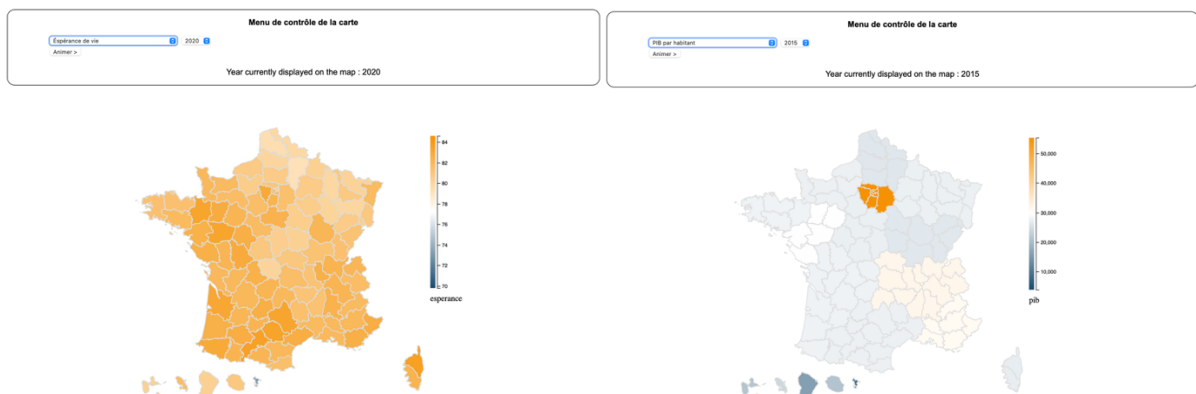 Menu de contrôle de la carte
Espérance de vie 2020
Animer >
Year currently displayed on the map : 2020
84
82
80
78
76
74
72
70
esperance
Menu de contrôle de la carte
PIB par habitant 2015
Animer >
Year currently displayed on the map : 2015
50,000
40,000
30,000
20,000
10,000
pib